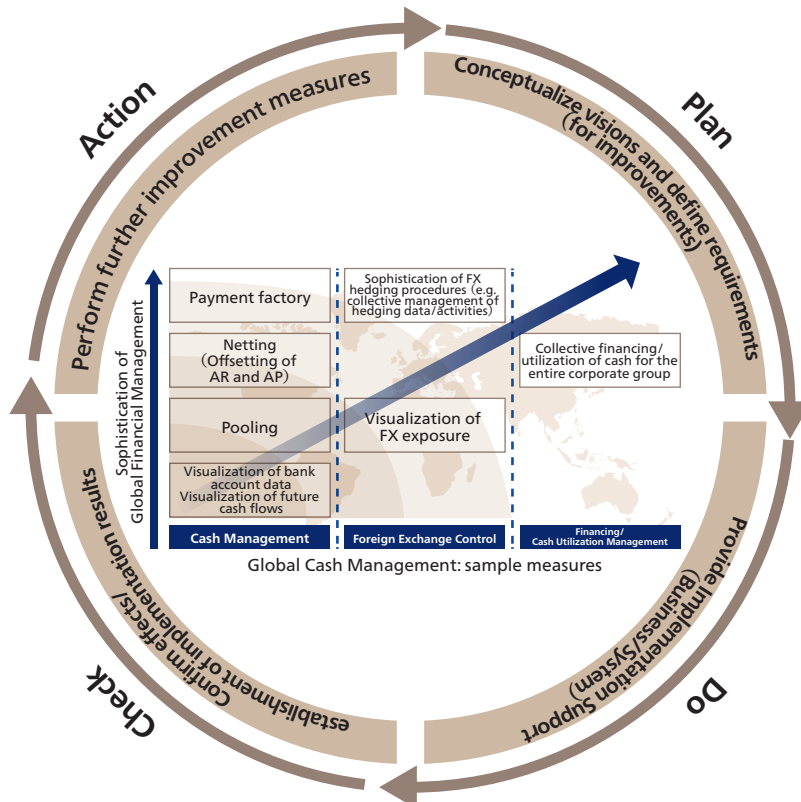 Action
Perform further improvement measures
Plan
Conceptualize visions and define requirements
(for improvements)
Sophistication of
Global Financial Management
Payment factory
Netting
(Offsetting of
AR and AP)
Pooling
Visualization of bank
account data
Visualization of future
cash flows
Cash Management
Sophistication of FX
hedging procedures (e.g.
collective management of
hedging data/activities)
Visualization of
FX exposure
Foreign Exchange Control
Collective financing/
utilization of cash for the
entire corporate group
Financing/
Cash Utilization Management
Global Cash Management: sample measures
Check
Confirm effects/
establishment of implementation results
Do
Provide Implementation Support
(Business/System)